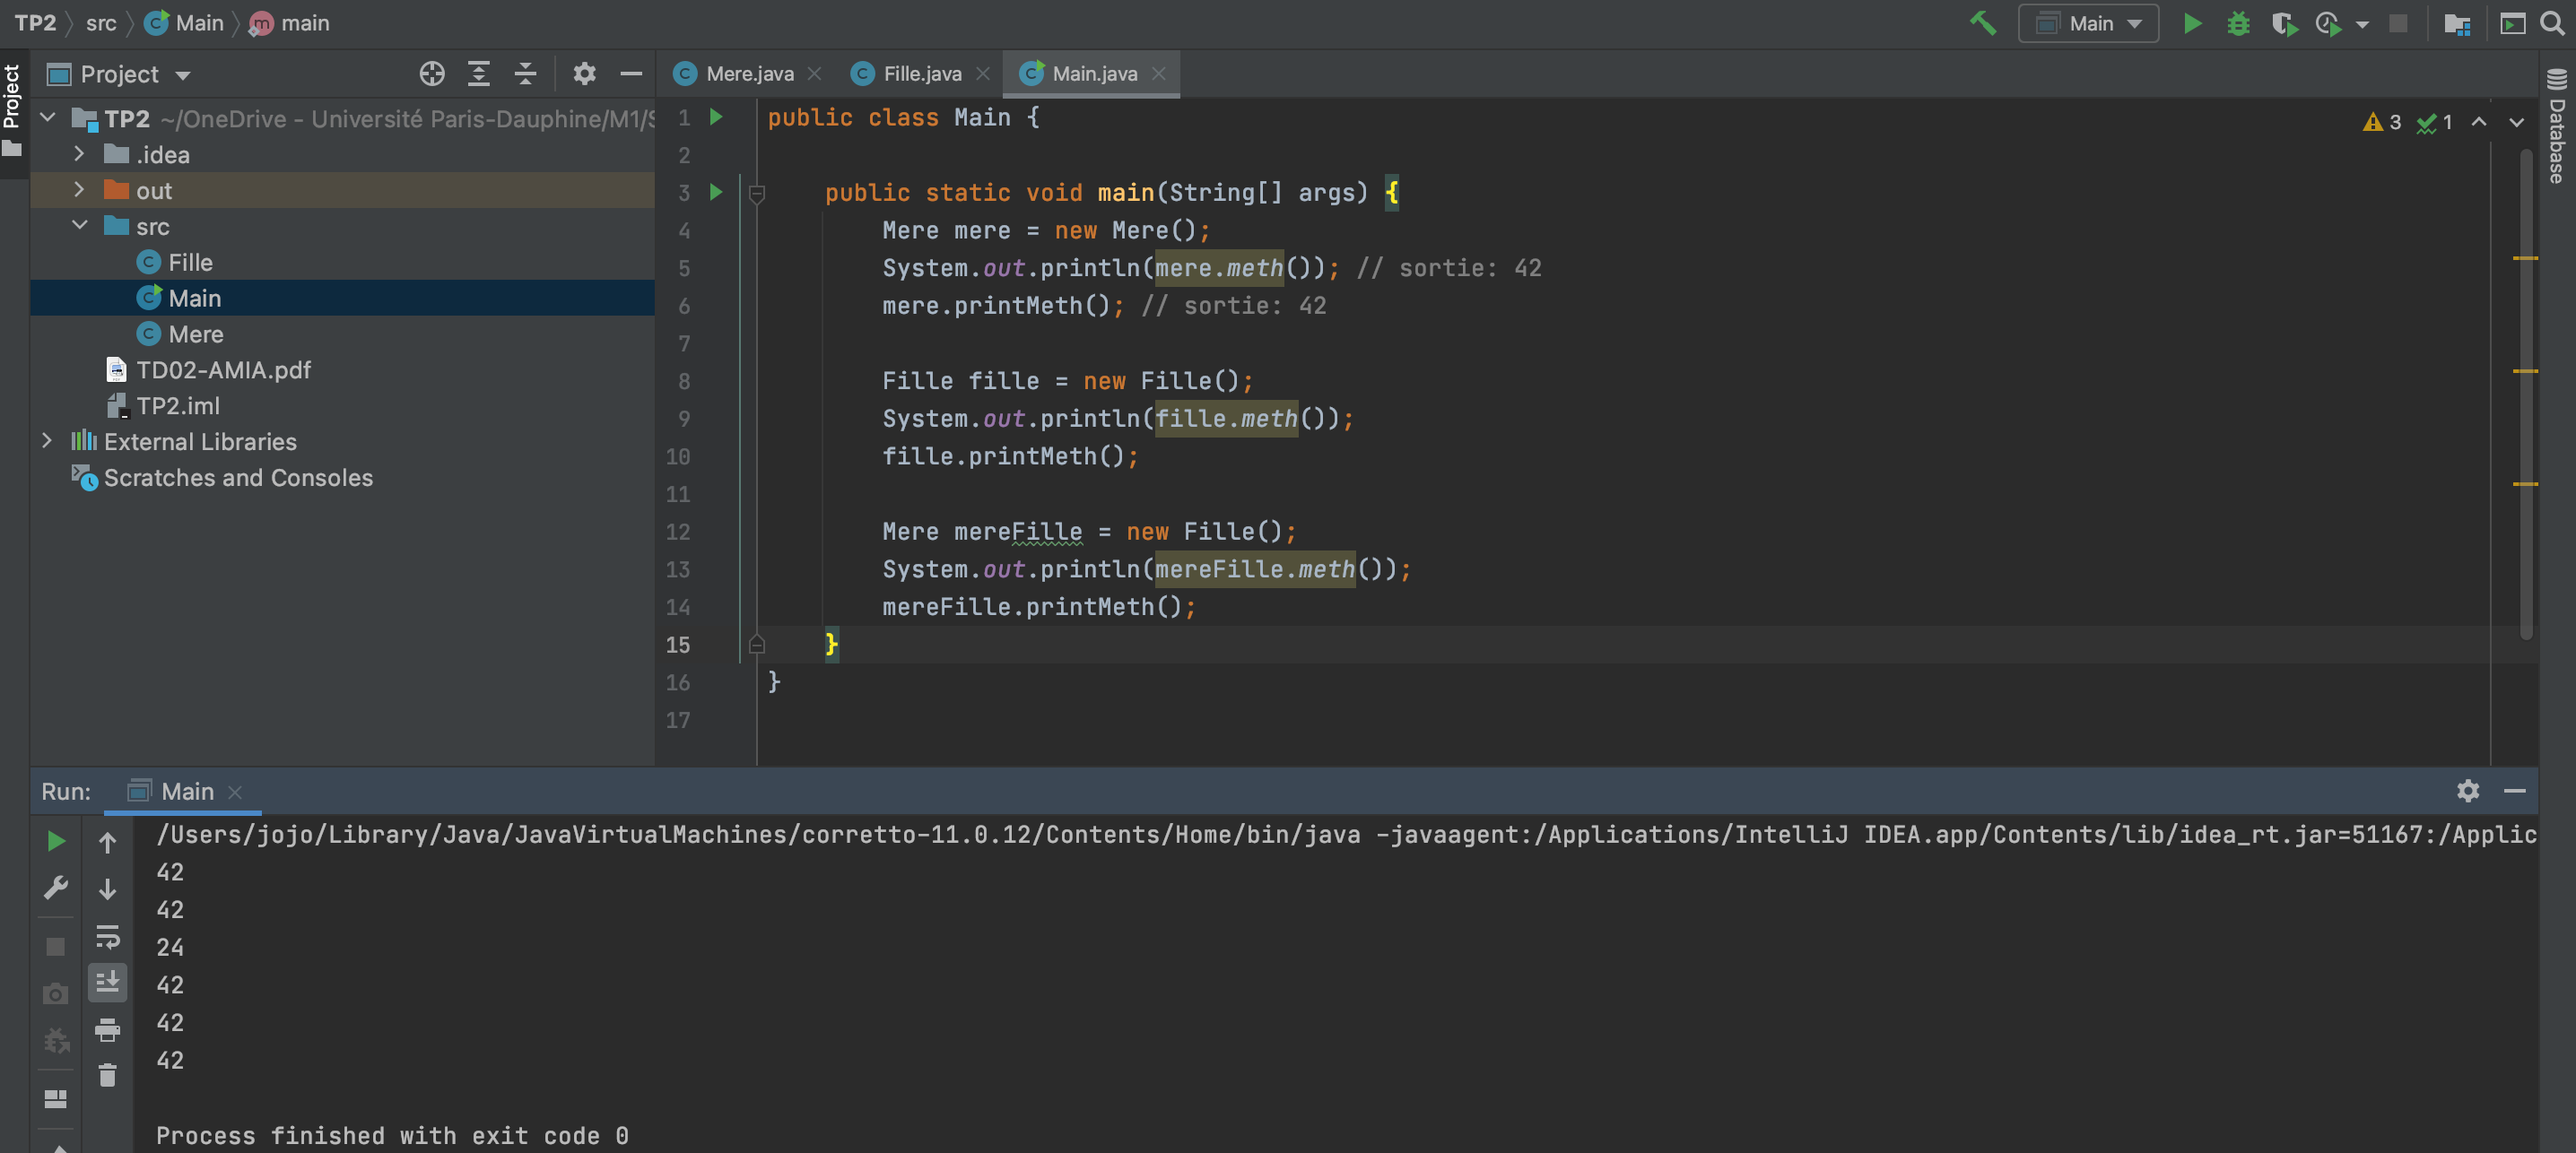 TP2 src Main main
Main
Project
Project
TP2 ~/OneDrive - Université Paris-Dauphine/M1/S
.idea
out
src
Fille
Main
Mere
TD02-AMIA.pdf
TP2.iml
External Libraries
Scratches and Consoles
Mere.java Fille.java Main.java
3 1
Database
1 public class Main {
2
3 public static void main(String[] args) {
4 Mere mere = new Mere();
5 System.out.println(mere.meth()); // sortie: 42
6 mere.printMeth(); // sortie: 42
7
8 Fille fille = new Fille();
9 System.out.println(fille.meth());
10 fille.printMeth();
11
12 Mere mereFille = new Fille();
13 System.out.println(mereFille.meth());
14 mereFille.printMeth();
15 }
16 }
17
Run: Main
/Users/jojo/Library/Java/JavaVirtualMachines/corretto-11.0.12/Contents/Home/bin/java -javaagent:/Applications/IntelliJ IDEA.app/Contents/lib/idea_rt.jar=51167:/Applic
42
42
24
42
42
42
Process finished with exit code 0